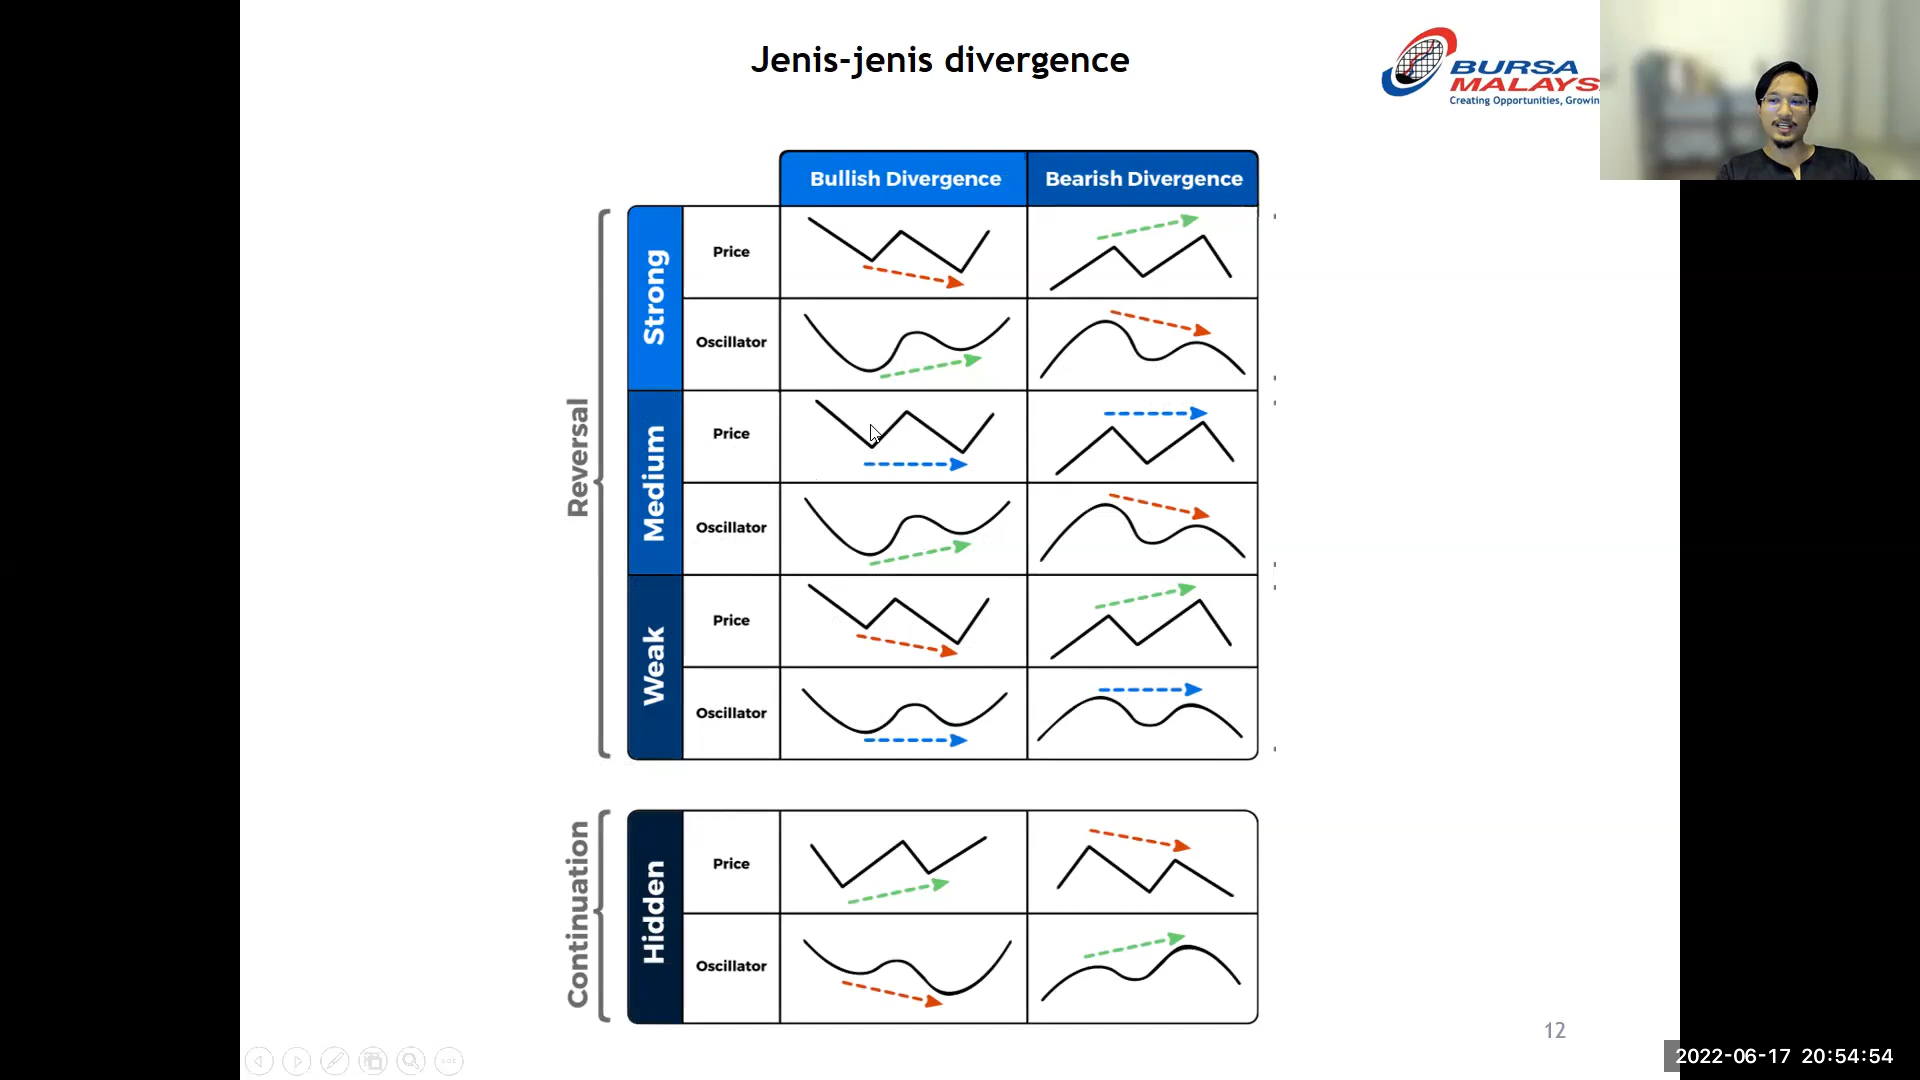 Jenis-jenis divergence
BURSA
MALAYS
Creating Opportunities, Growin
Bullish Divergence Bearish Divergence
Reversal
Strong
Price
Oscillator
Medium
Price
Oscillator
Weak
Price
Oscillator
Continuation
Hidden
Price
Oscillator
12
2022-06-17 20:54:54